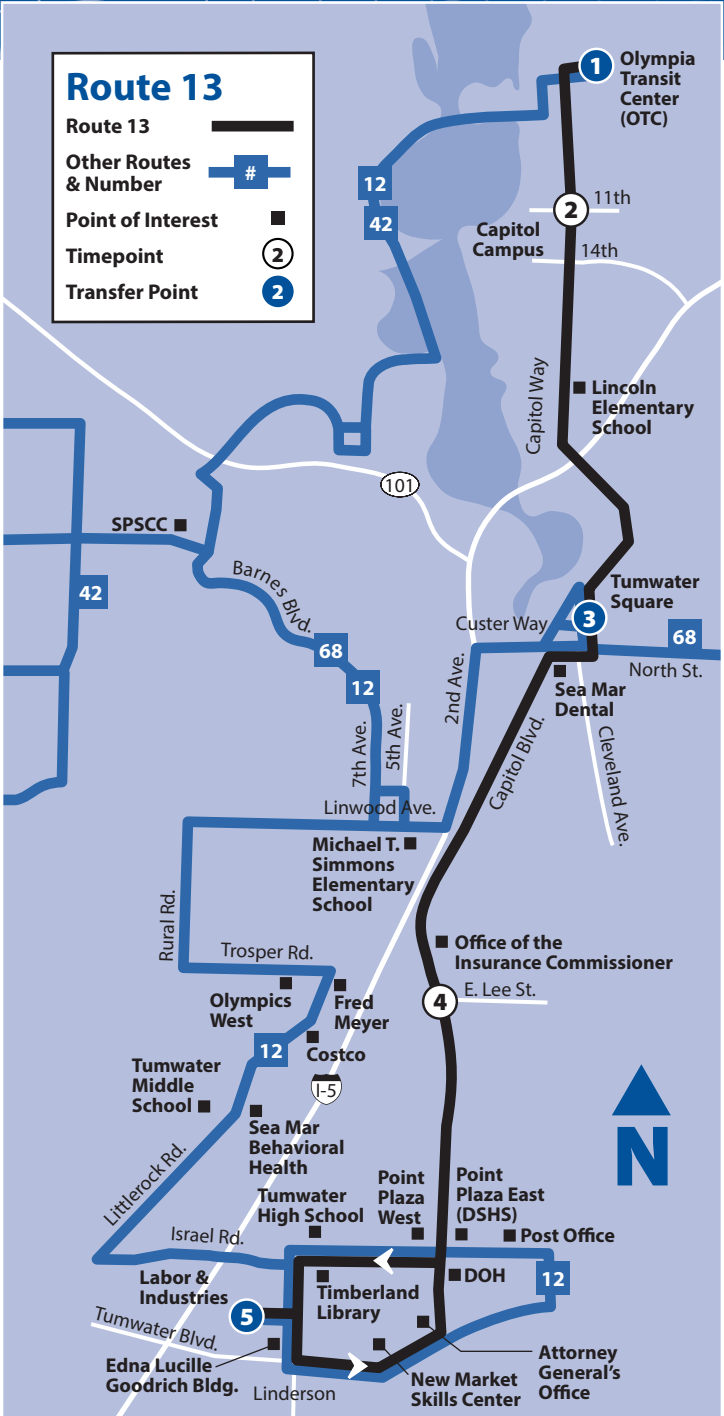 Route 13
Route 13
Other Routes
& Number
#
Point of Interest
Timepoint
2
Transfer Point
2
1
Olympia
Transit
Center
(OTC)
12
42
2
11th
Capitol
Campus
14th
Capitol Way
Lincoln
Elementary
School
101
SPSCC
42
Barnes Blvd.
68
12
Tumwater
Square
3
Custer Way
68
North St.
Sea Mar
Dental
2nd Ave.
Capitol Blvd.
Cleveland Ave.
7th Ave.
5th Ave.
Linwood Ave.
Michael T.
Simmons
Elementary
School
Rural Rd.
Trosper Rd.
Office of the
Insurance Commissioner
4
E. Lee St.
Olympics
West
Fred
Meyer
12
Costco
I-5
Tumwater
Middle
School
Sea Mar
Behavioral
Health
N
Littlerock Rd.
Tumwater
High School
Point
Plaza
West
Point
Plaza East
(DSHS)
Post Office
Israel Rd.
Labor &
Industries
Timberland
Library
DOH
12
5
Tumwater Blvd.
Edna Lucille
Goodrich Bldg.
Linderson
New Market
Skills Center
Attorney
General's
Office